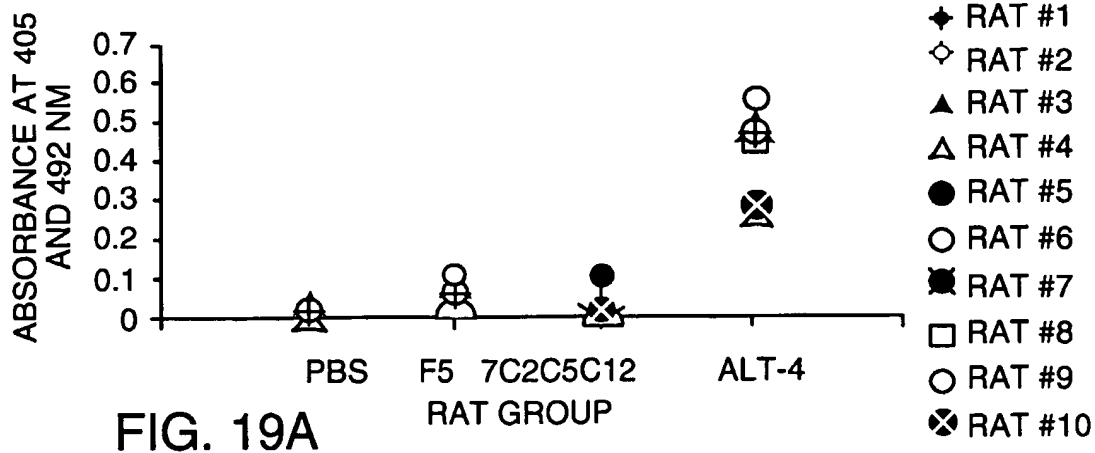 ABSORBANCE AT 405
AND 492 NM
0.7
0.6
0.5
0.4
0.3
0.2
0.1
0
PBS F5 7C2C5C12 ALT-4
RAT GROUP
FIG. 19A
RAT #1
RAT #2
RAT #3
RAT #4
RAT #5
RAT #6
RAT #7
RAT #8
RAT #9
RAT #10